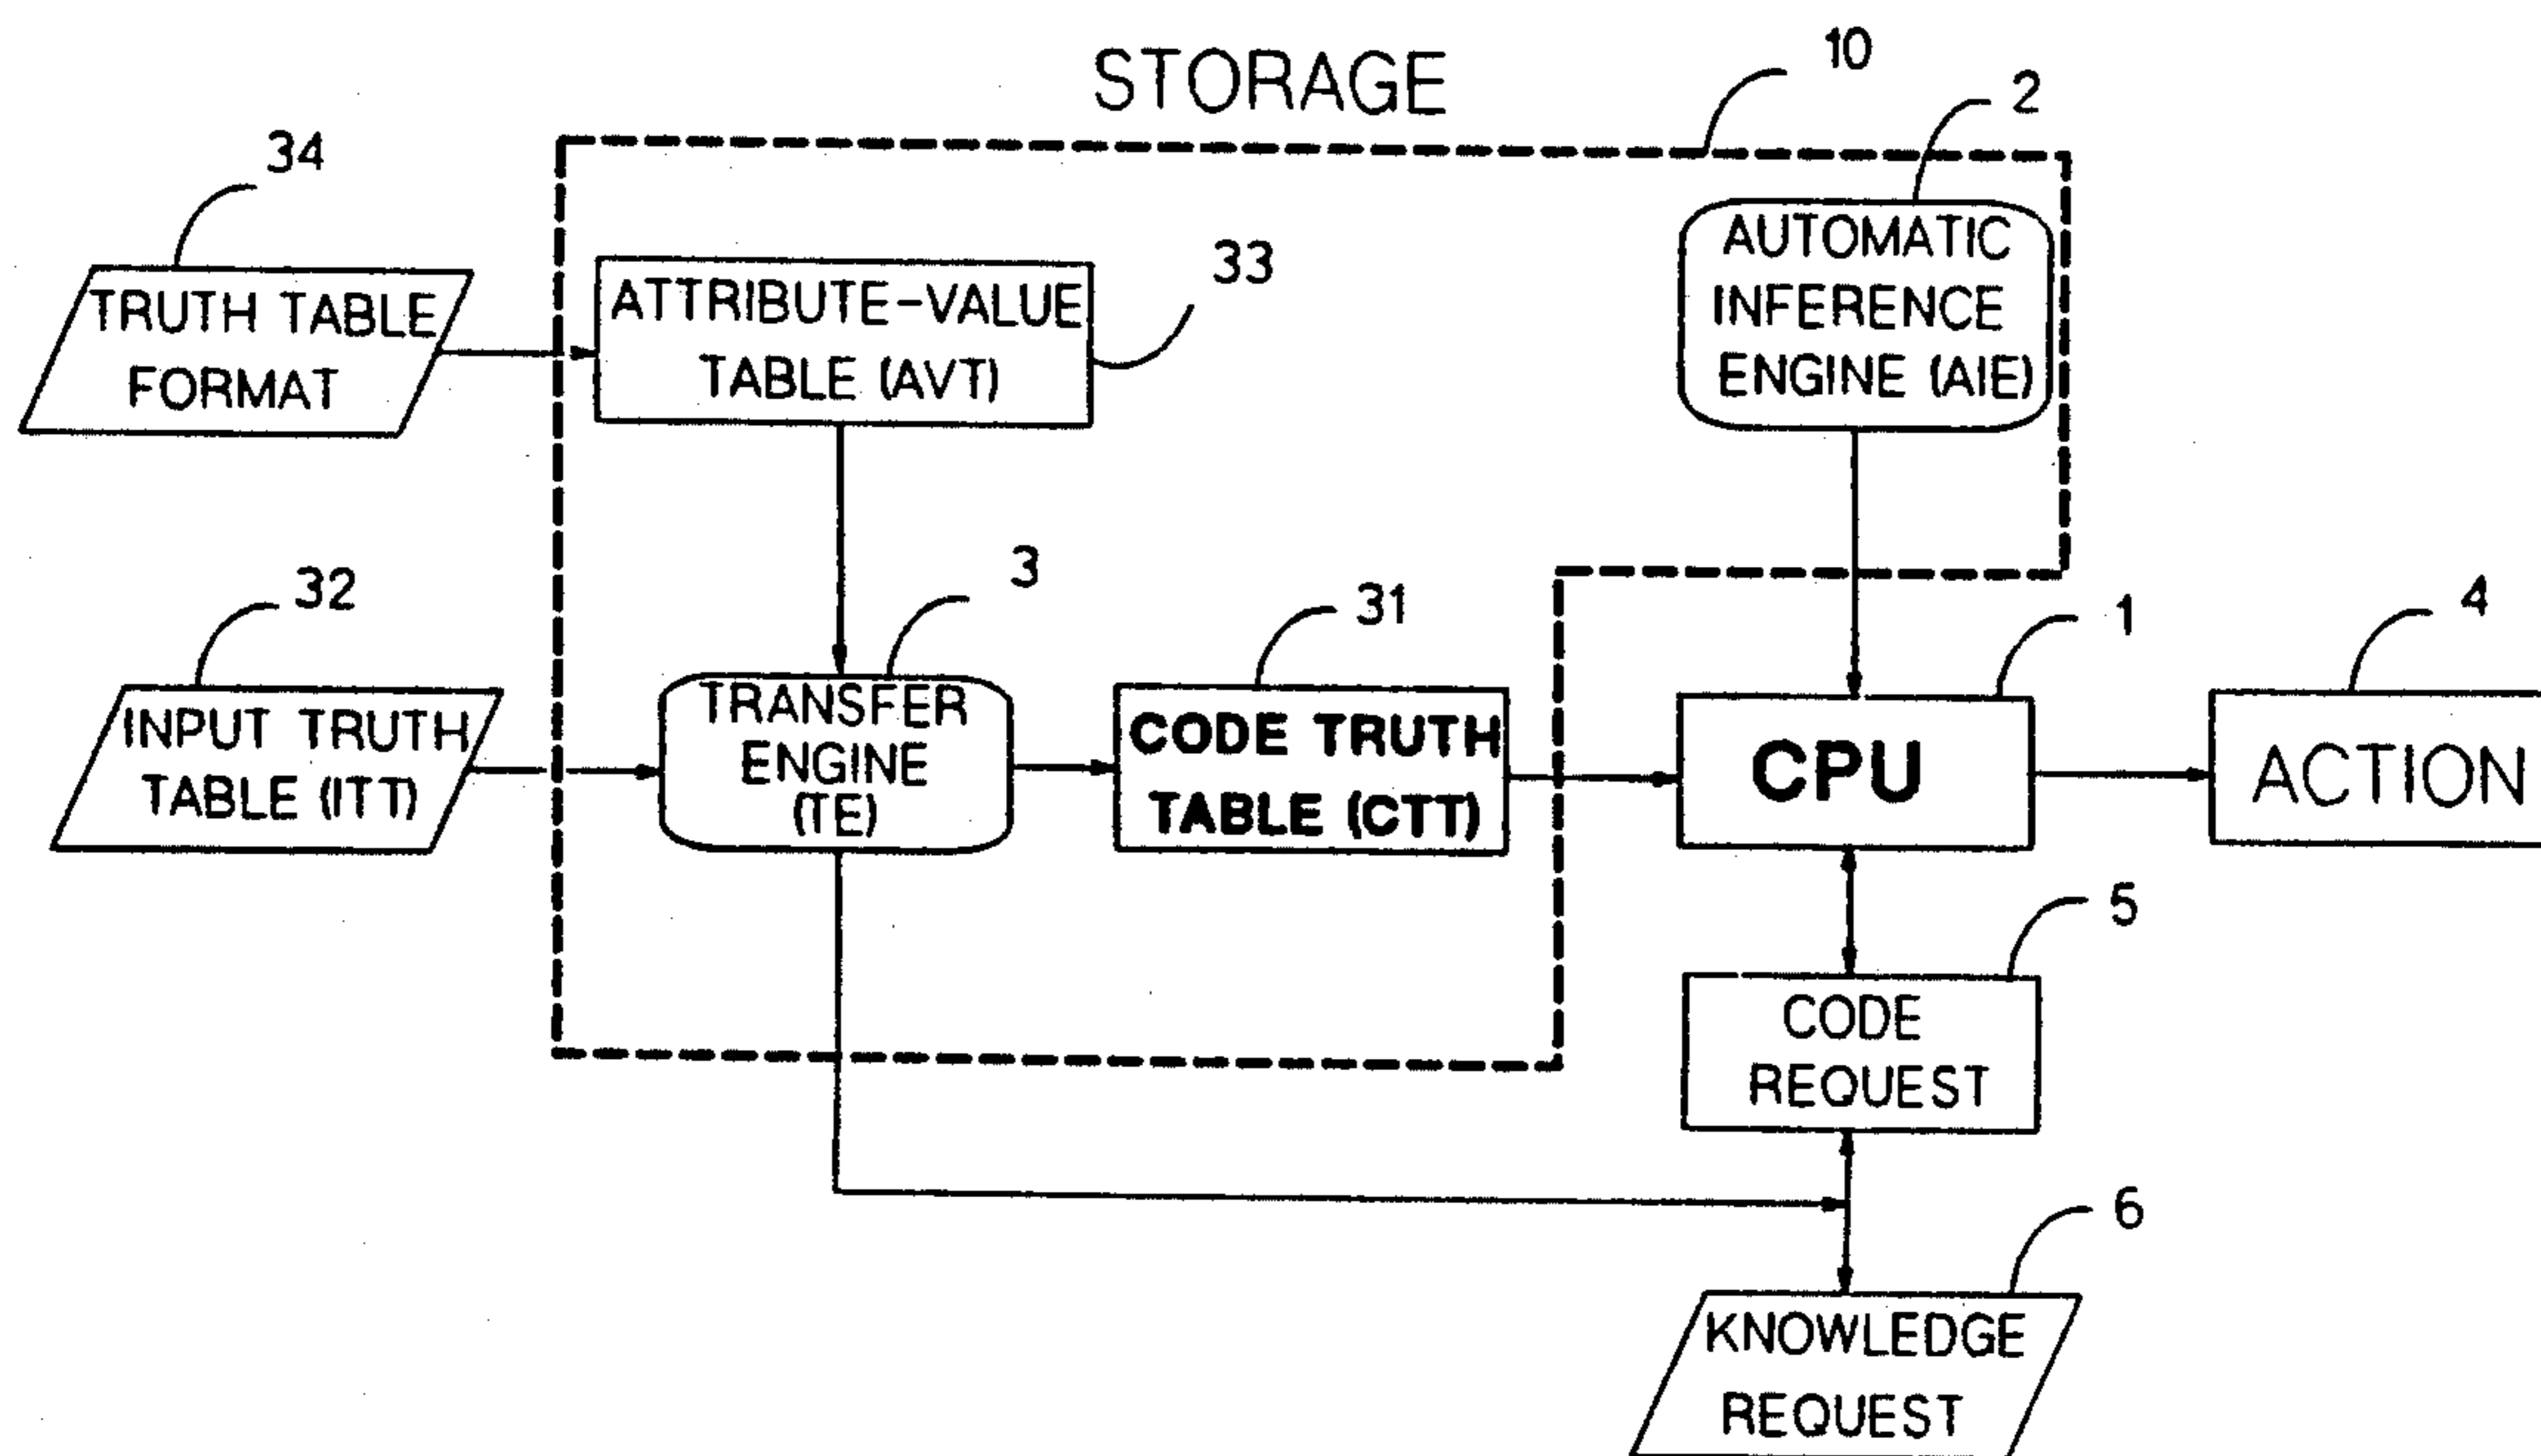 STORAGE
10
2
34
TRUTH TABLE
FORMAT
ATTRIBUTE-VALUE
TABLE (AVT)
33
AUTOMATIC
INFERENCE
ENGINE (AIE)
32
INPUT TRUTH
TABLE (ITT)
3
TRANSFER
ENGINE
(TE)
31
CODE TRUTH
TABLE (CTT)
1
CPU
4
ACTION
5
CODE
REQUEST
6
KNOWLEDGE
REQUEST